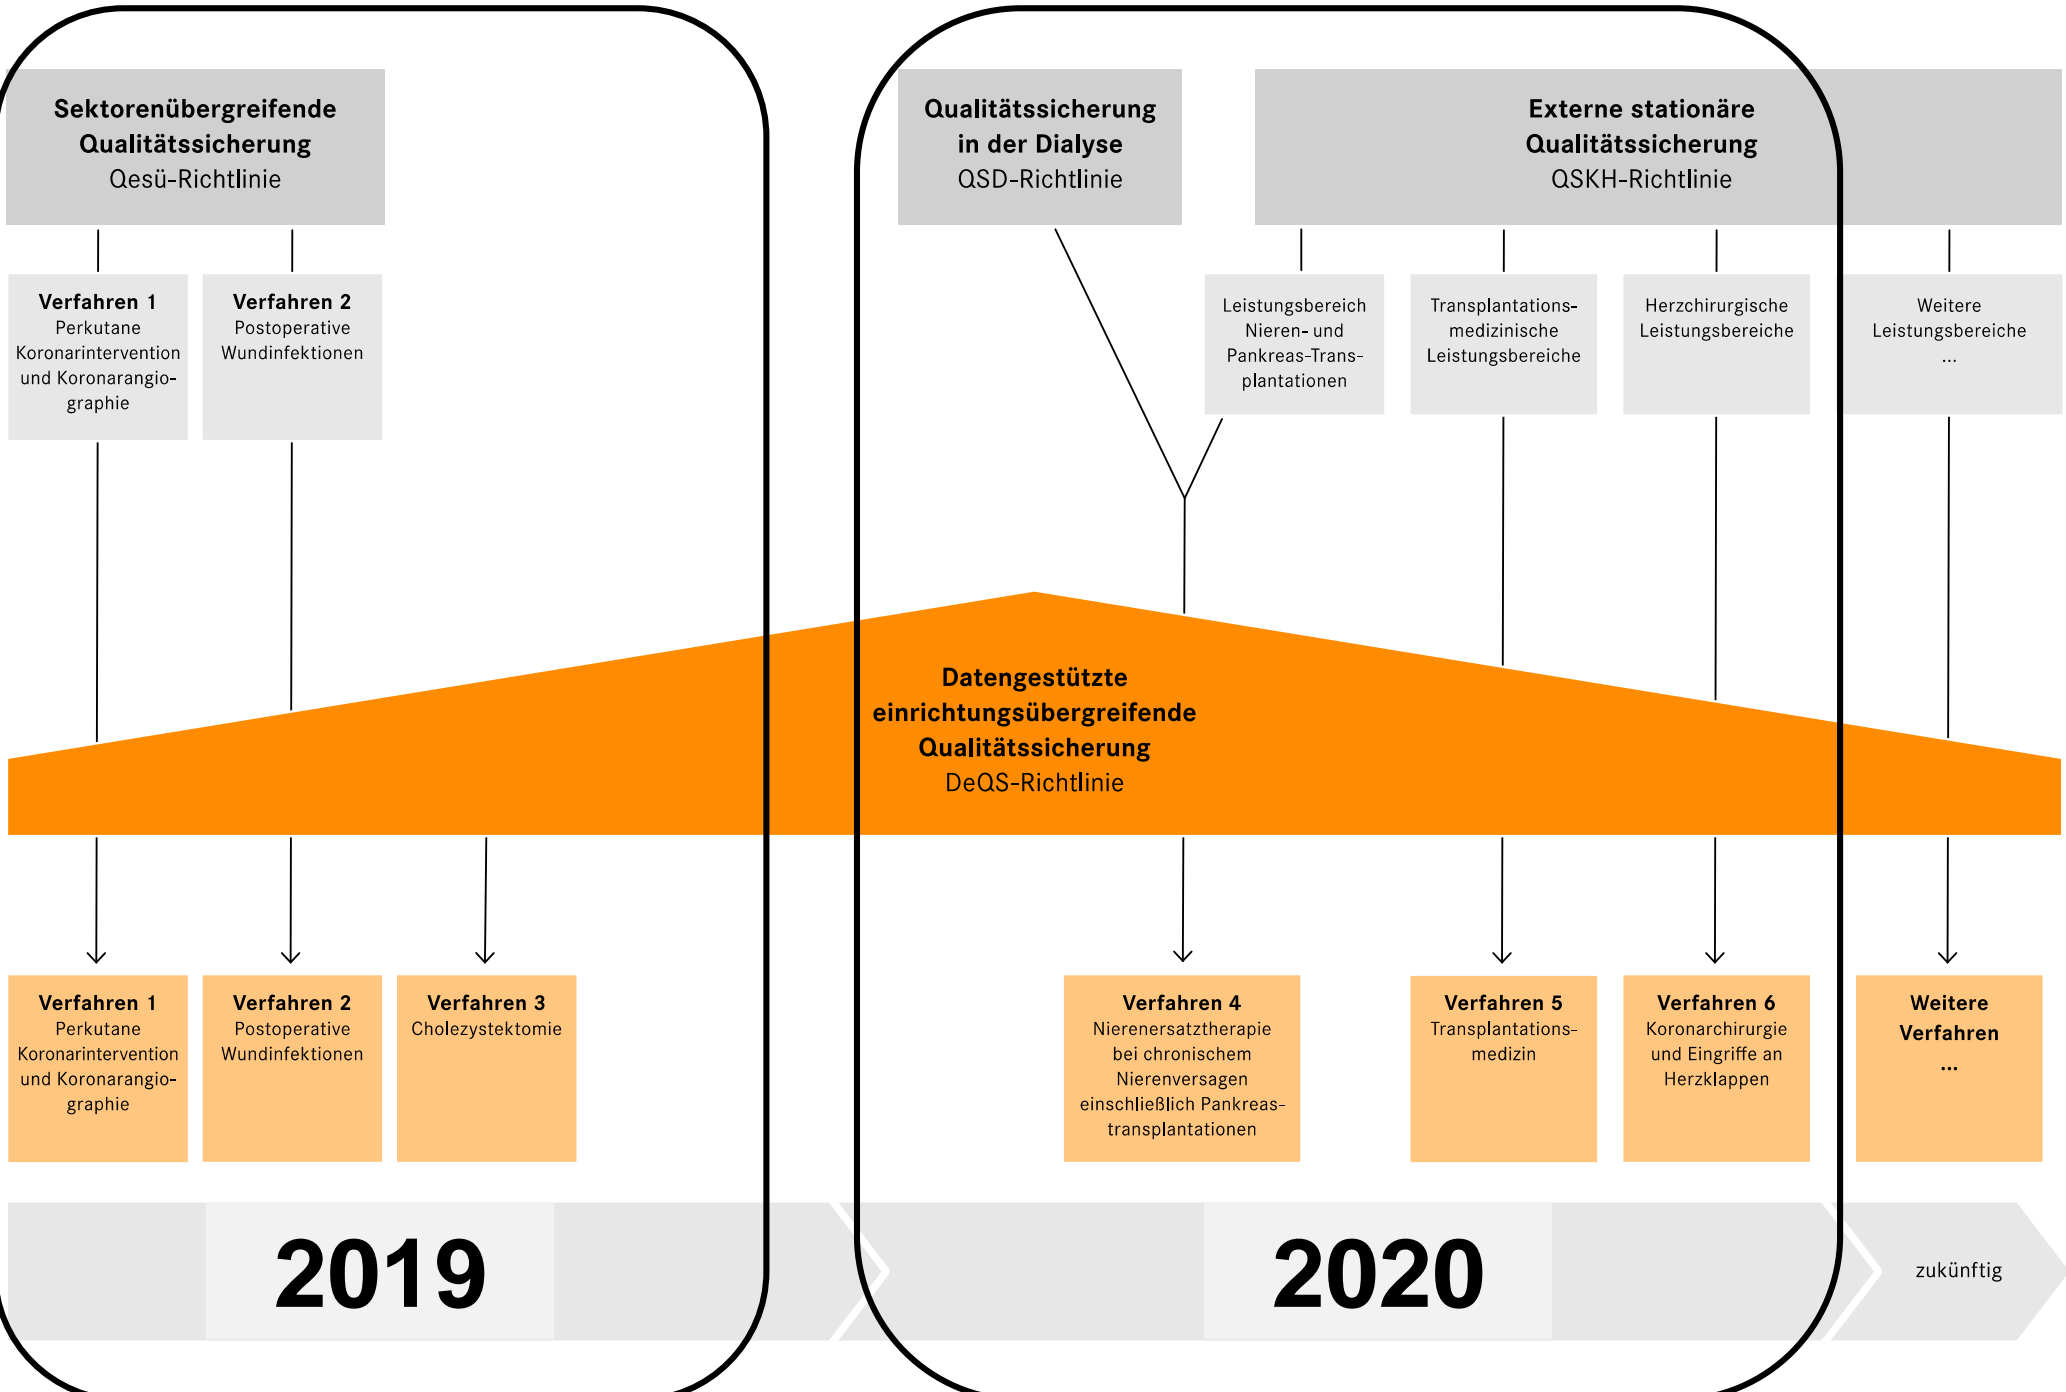 Sektorenübergreifende
Qualitätssicherung
Qesü-Richtlinie
Qualitätssicherung
in der Dialyse
QSD-Richtlinie
Externe stationäre
Qualitätssicherung
QSKH-Richtlinie
Verfahren 1
Perkutane
Koronarintervention
und Koronarangio-
graphie
Verfahren 2
Postoperative
Wundinfektionen
Leistungsbereich
Nieren- und
Pankreas-Trans-
plantationen
Transplantations-
medizinische
Leistungsbereiche
Herzchirurgische
Leistungsbereiche
Weitere
Leistungsbereiche
...
Datengestützte
einrichtungsübergreifende
Qualitätssicherung
DeQS-Richtlinie
Verfahren 1
Perkutane
Koronarintervention
und Koronarangio-
graphie
Verfahren 2
Postoperative
Wundinfektionen
Verfahren 3
Cholezystektomie
Verfahren 4
Nierenersatztherapie
bei chronischem
Nierenversagen
einschließlich Pankreas-
transplantationen
Verfahren 5
Transplantations-
medizin
Verfahren 6
Koronarchirurgie
und Eingriffe an
Herzklappen
Weitere
Verfahren
...
2019
2020
zukünftig